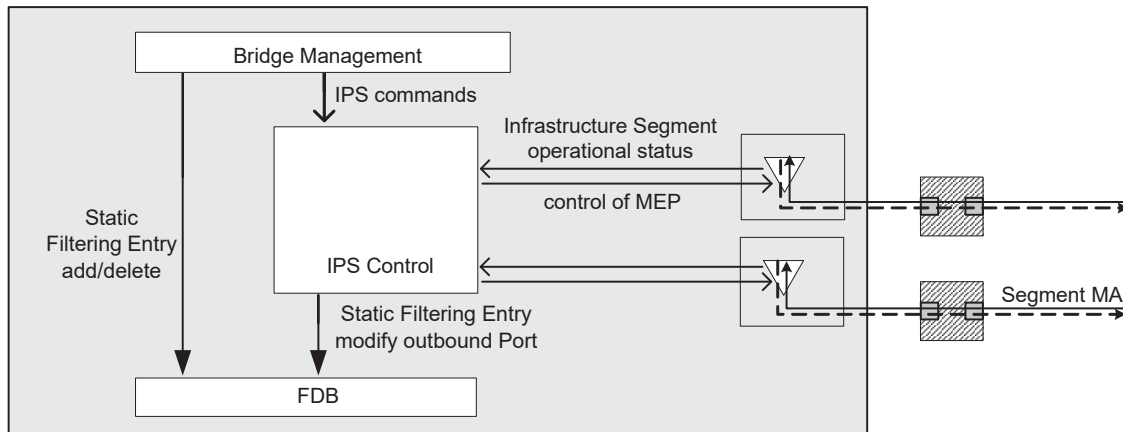 Bridge Management
IPS commands
Infrastructure Segment
operational status
control of MEP
Static
Filtering Entry
add/delete
IPS Control
Segment MA
Static Filtering Entry
modify outbound Port
FDB